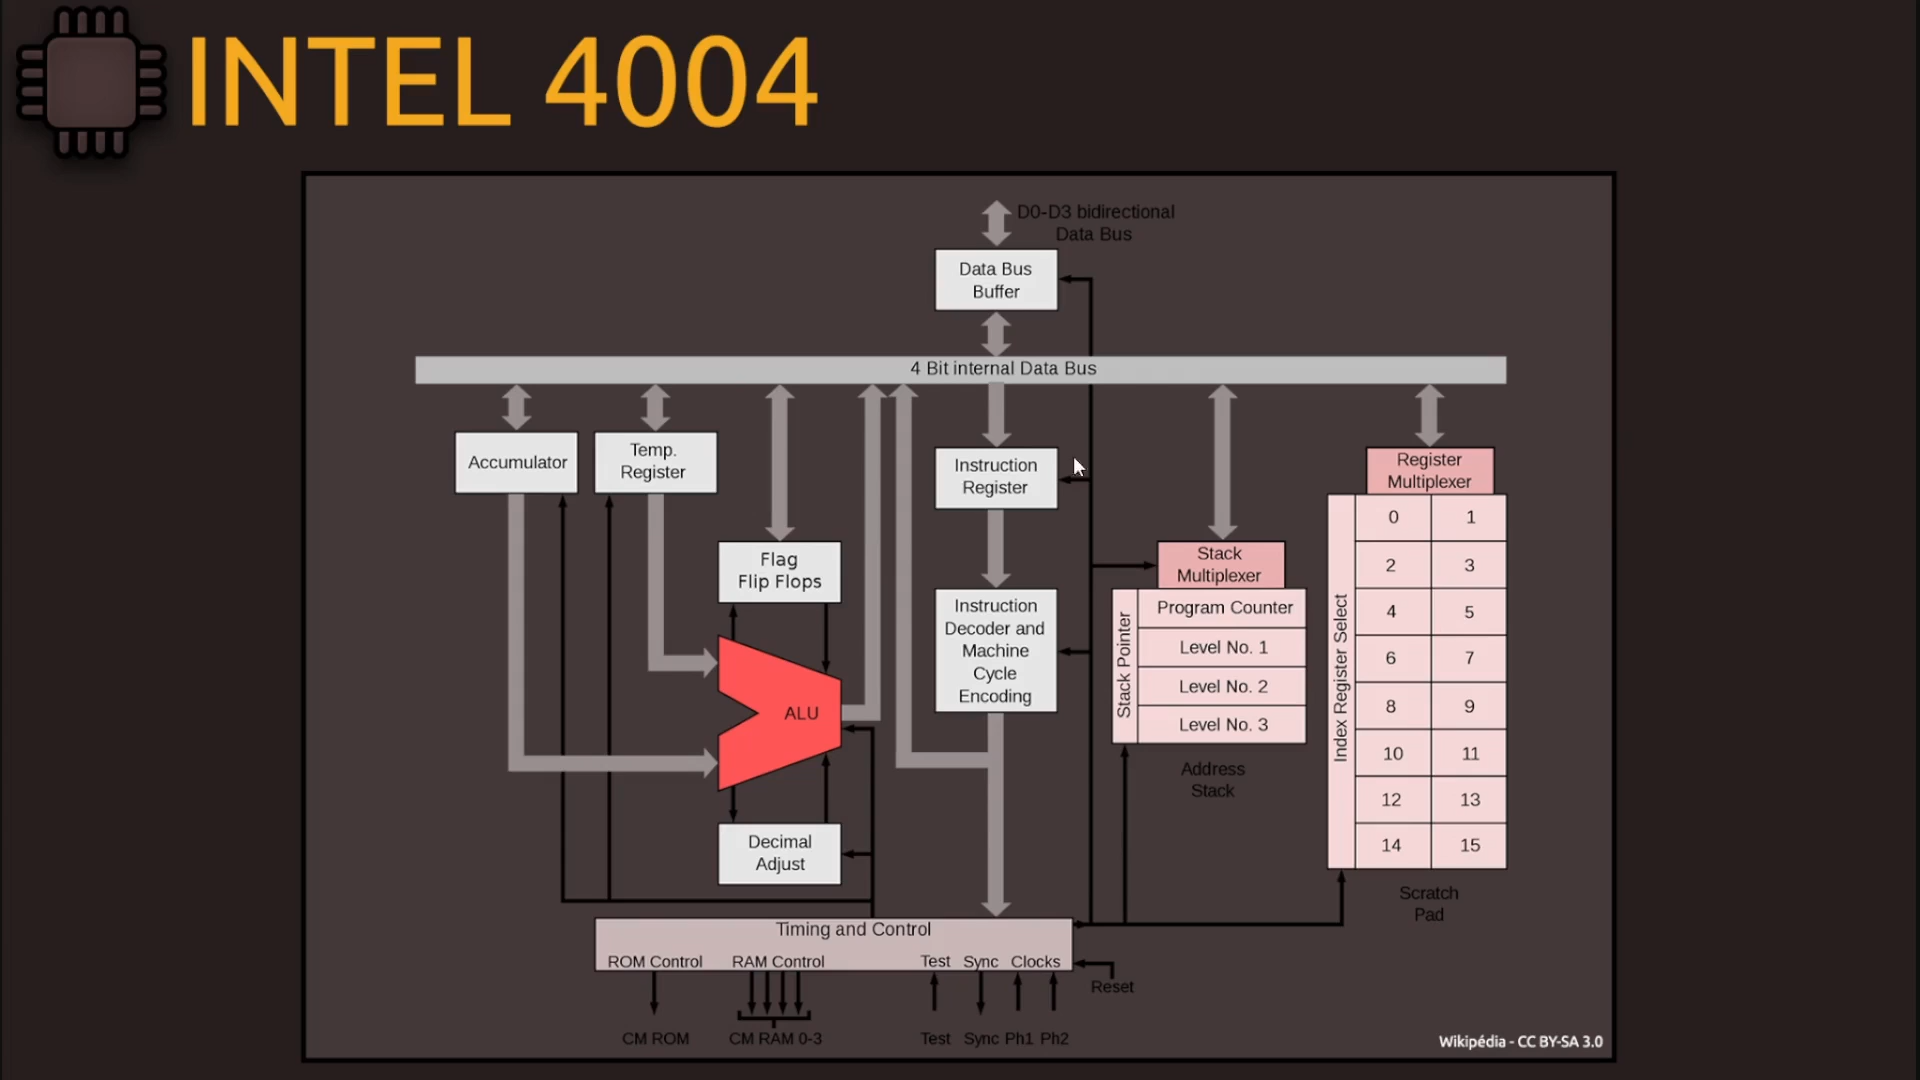 INTEL 4004
D0-D3 bidirectional
Data Bus
Data Bus
Buffer
4 Bit internal Data Bus
Accumulator
Temp.
Register
Flag
Flip Flops
ALU
Decimal
Adjust
Instruction
Register
Instruction
Decoder and
Machine
Cycle
Encoding
Stack
Multiplexer
Stack Pointer
Program Counter
Level No. 1
Level No. 2
Level No. 3
Address
Stack
Register
Multiplexer
Index Register Select
0 1
2 3
4 5
6 7
8 9
10 11
12 13
14 15
Scratch
Pad
Timing and Control
ROM Control RAM Control Test Sync Clocks
Reset
CM ROM CM RAM 0-3 Test Sync Ph1 Ph2
Wikipédia - CC BY-SA 3.0